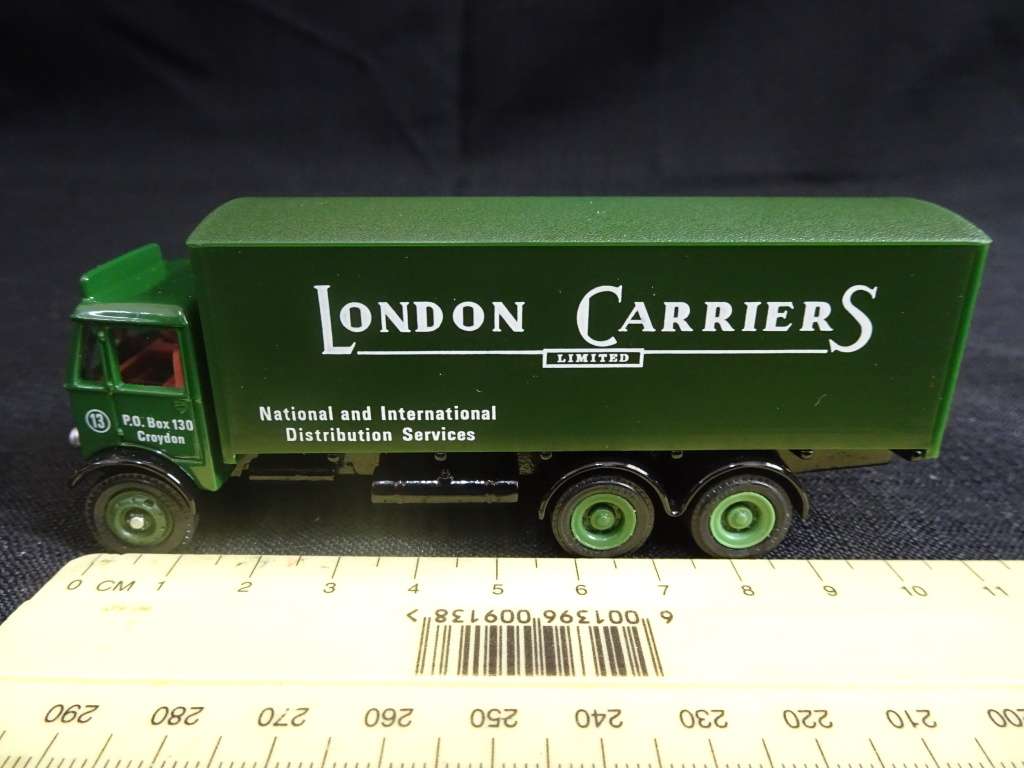 LONDON CARRIERS
LIMITED
National and International
Distribution Services
13
P.O. Box 130
Croydon
0 CM 1 2 3 4 5 6 7 8 9 10 11
6 001396 009138 >
290 280 270 260 250 240 230 220 210 200